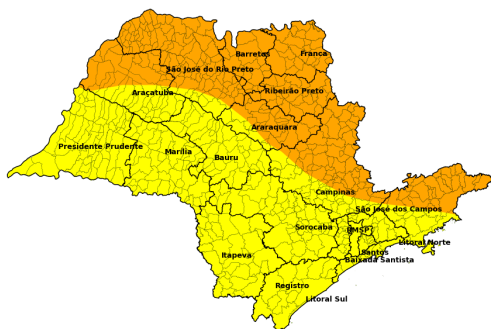 Barretos
Franca
São José do Rio Preto
Araçatuba
Ribeirão Preto
Araraquara
Presidente Prudente
Marília
Bauru
Campinas
São José dos Campos
Sorocaba
RMSP
Litoral Norte
Itapeva
Santos
Baixada Santista
Registro
Litoral Sul